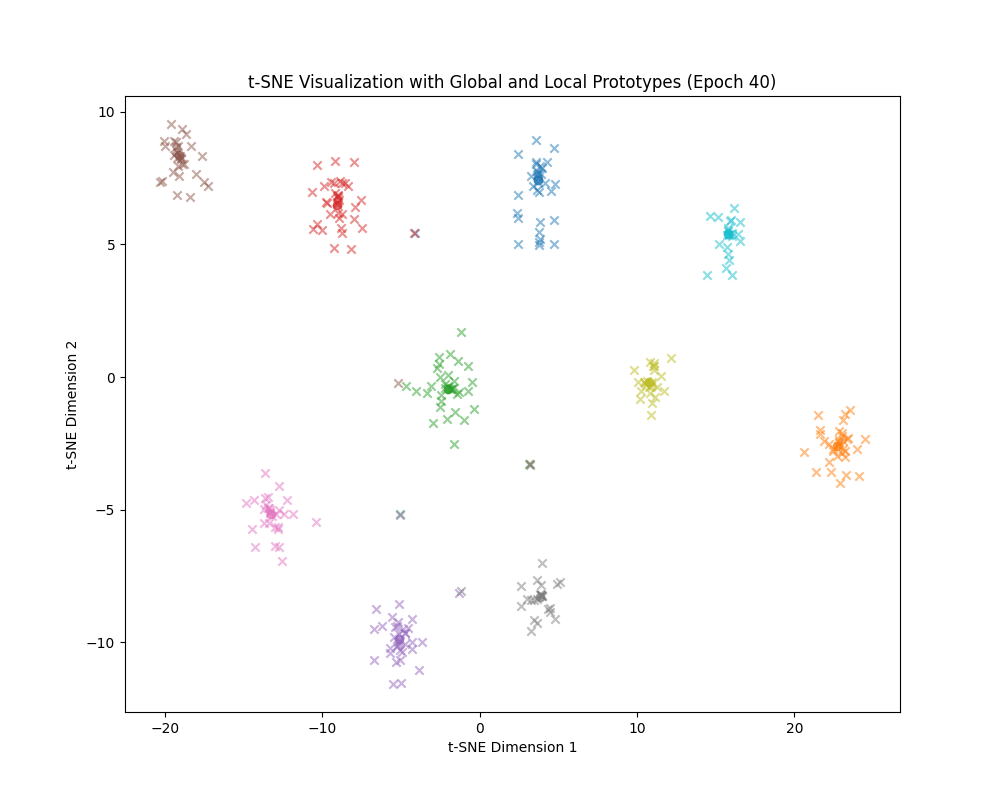 t-SNE Visualization with Global and Local Prototypes (Epoch 40)
10
5
0
−5
−10
t-SNE Dimension 2
−20 −10 0 10 20
t-SNE Dimension 1